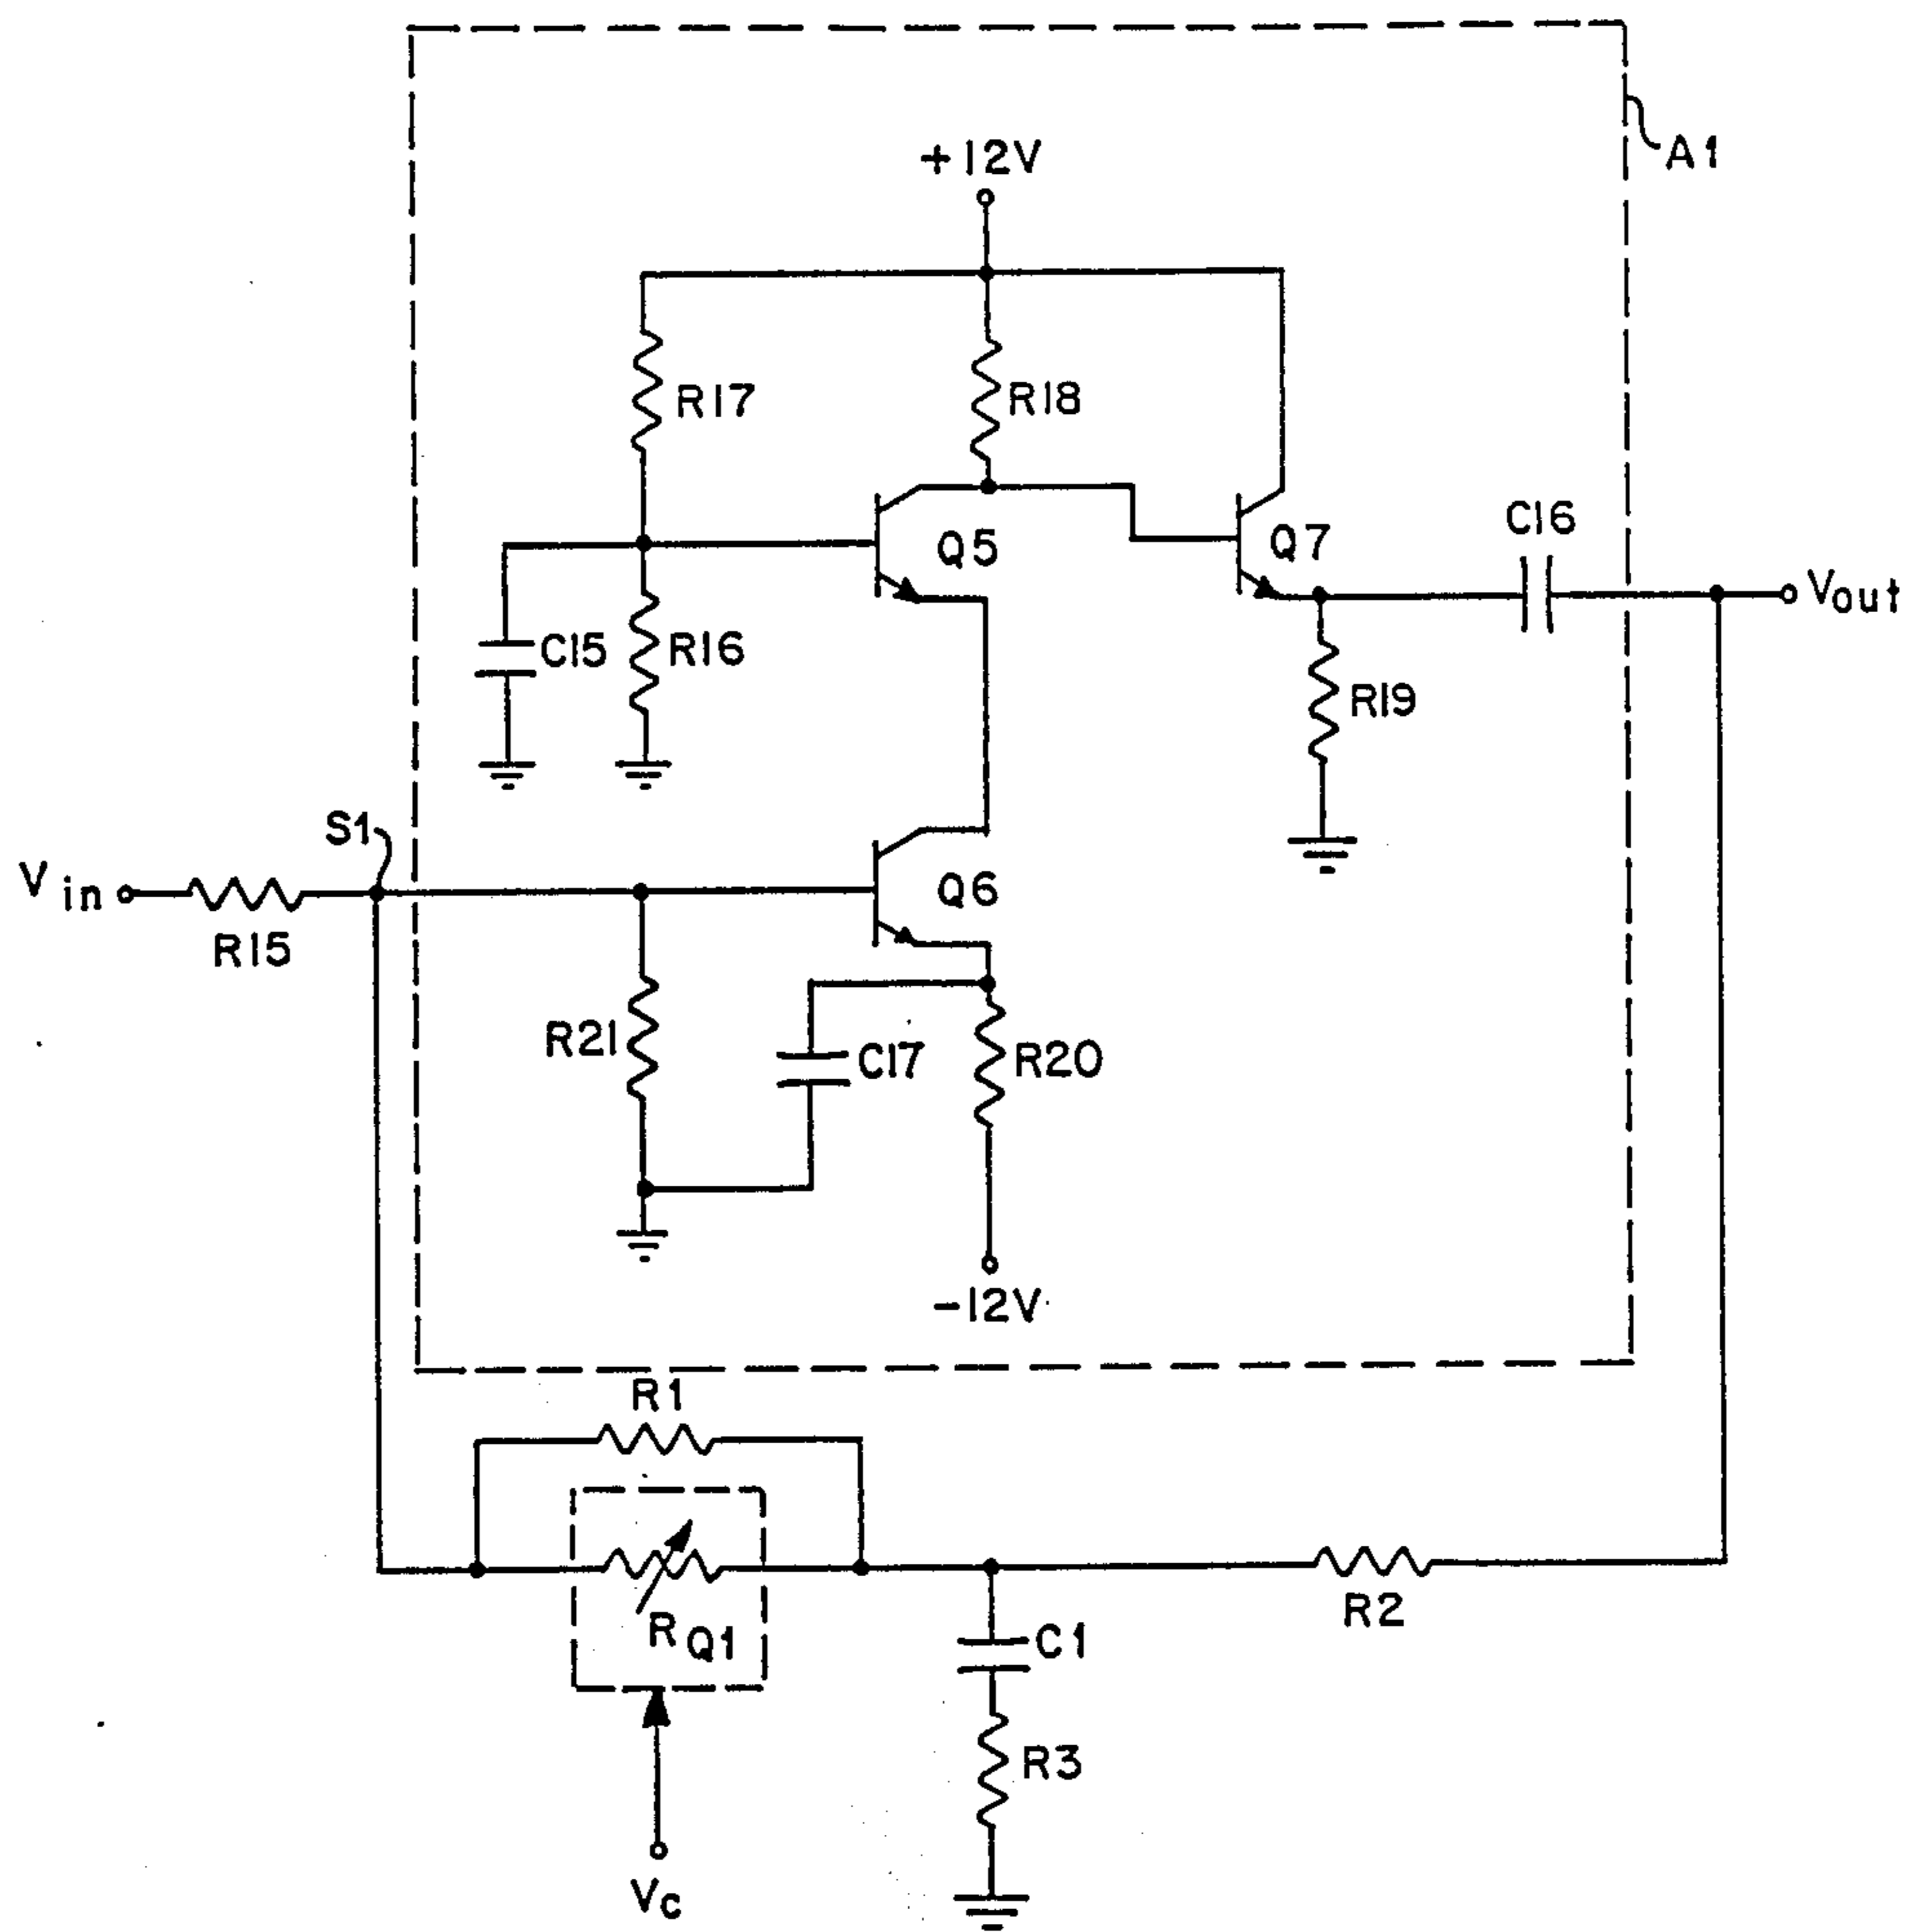 A1
+12V
R17
R18
Q5
Q7
C16
Vout
C15
R16
R19
S1
Vin
R15
Q6
R21
C17
R20
-12V
R1
RQ1
R2
C1
R3
Vc